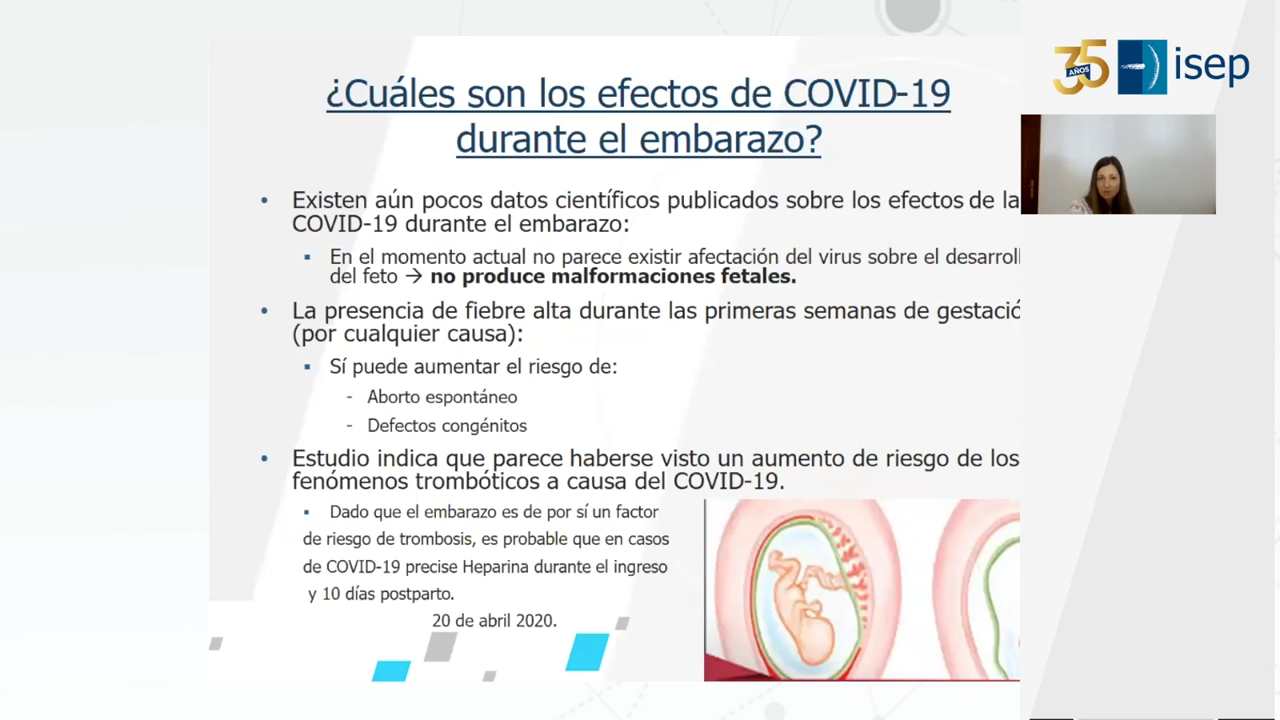 ¿Cuáles son los efectos de COVID-19
durante el embarazo?
• Existen aún pocos datos científicos publicados sobre los efectos de la
COVID-19 durante el embarazo:
▪ En el momento actual no parece existir afectación del virus sobre el desarroll
del feto → no produce malformaciones fetales.
• La presencia de fiebre alta durante las primeras semanas de gestació
(por cualquier causa):
▪ Sí puede aumentar el riesgo de:
- Aborto espontáneo
- Defectos congénitos
• Estudio indica que parece haberse visto un aumento de riesgo de los
fenómenos trombóticos a causa del COVID-19.
▪ Dado que el embarazo es de por sí un factor
de riesgo de trombosis, es probable que en casos
de COVID-19 precise Heparina durante el ingreso
y 10 días postparto.
20 de abril 2020.
35
AÑOS
isep